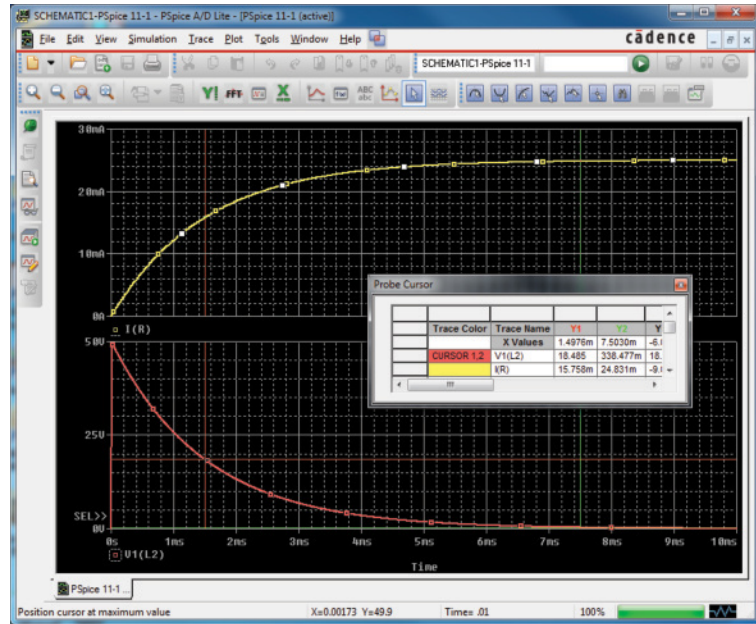 SCHEMATIC1-PSpice 11-1 - PSpice A/D Lite - [PSpice 11-1 (active)]
File Edit View Simulation Trace Plot Tools Window Help
cādence
SCHEMATIC1-PSpice 11-1
30mA
20mA
10mA
0A
I(R)
Probe Cursor
Trace Color Trace Name Y1 Y2 Y
X Values 1.4976m 7.5030m -6.
CURSOR 1,2 V1(L2) 18.485 338.477m 18.
I(R) 15.758m 24.831m -9.
50V
25V
SEL>>
0V
0s 1ms 2ms 3ms 4ms 5ms 6ms 7ms 8ms 9ms 10ms
V1(L2)
Time
PSpice 11-1 ...
Position cursor at maximum value X=0.00173 Y=49.9 Time= .01 100%